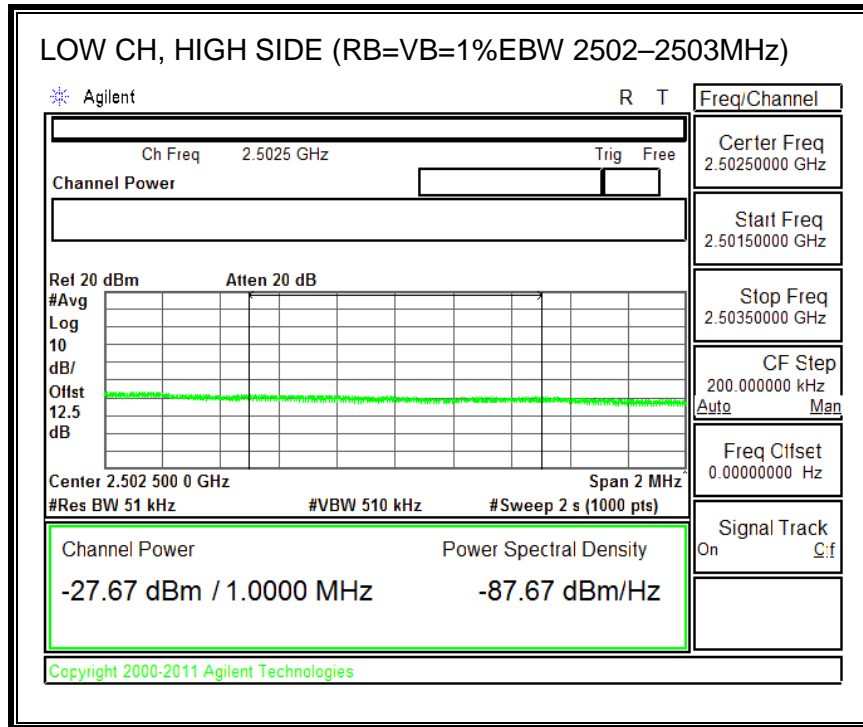 LOW CH, HIGH SIDE (RB=VB=1%EBW 2502–2503MHz)
Agilent R T Freq/Channel
Ch Freq 2.5025 GHz Trig Free
Channel Power
Center Freq
2.50250000 GHz
Start Freq
2.50150000 GHz
Stop Freq
2.50350000 GHz
CF Step
200.000000 kHz
Auto Man
Freq Offset
0.00000000 Hz
Signal Track
On Off
Ref 20 dBm Atten 20 dB
#Avg
Log
10
dB/
Offst
12.5
dB
Center 2.502 500 0 GHz Span 2 MHz^
#Res BW 51 kHz #VBW 510 kHz #Sweep 2 s (1000 pts)
Channel Power Power Spectral Density
-27.67 dBm / 1.0000 MHz -87.67 dBm/Hz
Copyright 2000-2011 Agilent Technologies